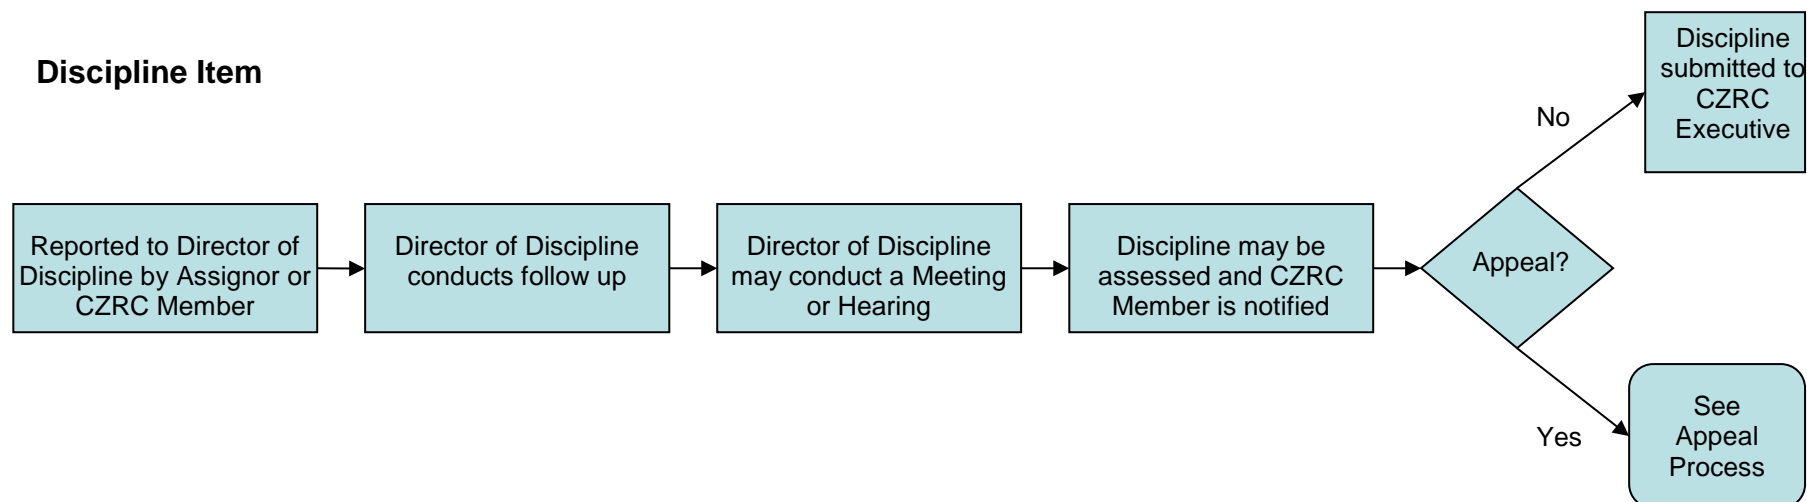 Discipline Item
Reported to Director of
Discipline by Assignor or
CZRC Member
Director of Discipline
conducts follow up
Director of Discipline
may conduct a Meeting
or Hearing
Discipline may be
assessed and CZRC
Member is notified
Appeal?
No
Discipline
submitted to
CZRC
Executive
Yes
See
Appeal
Process